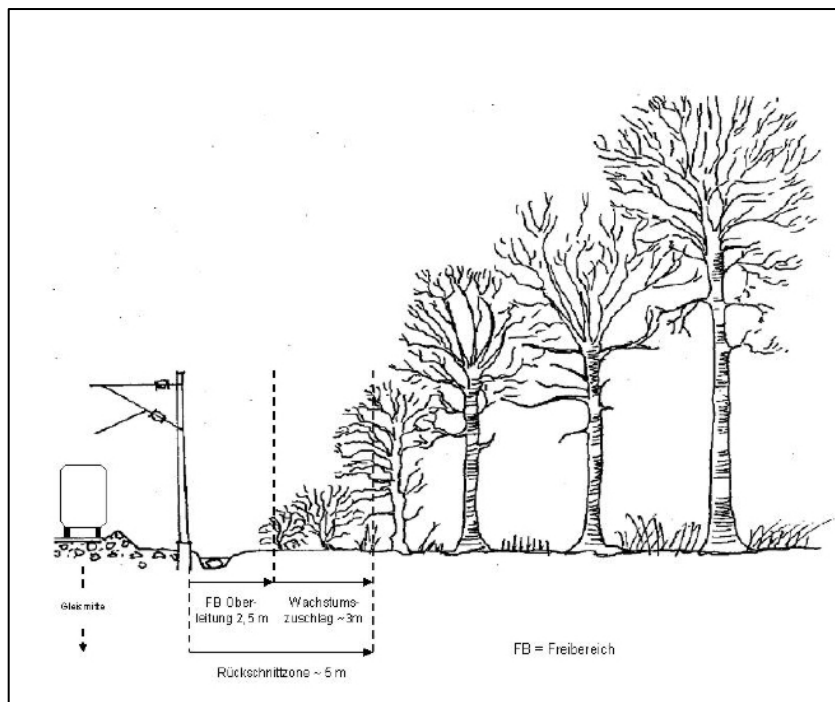 Gleismitte
FB Ober-
leitung 2,5 m
Wachstums-
zuschlag ~3m
Rückschnittzone ~ 5 m
FB = Freibereich